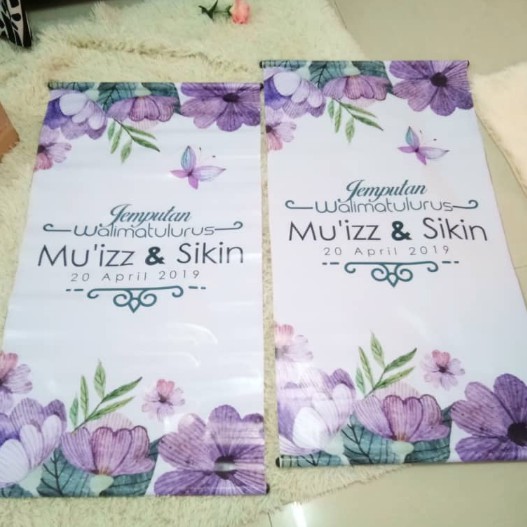 Jemputan
Walimatulurus
Mu'izz & Sikin
20 April 2019
Jemputan
Walimatulurus
Mu'izz & Sikin
20 April 2019